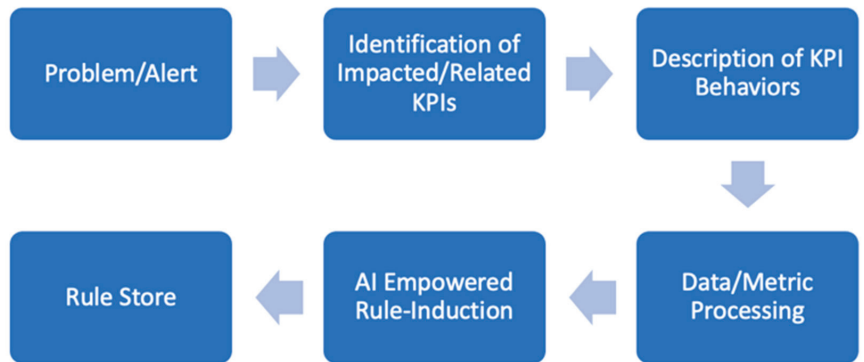 Problem/Alert
Identification of
Impacted/Related
KPIs
Description of KPI
Behaviors
Data/Metric
Processing
AI Empowered
Rule-Induction
Rule Store